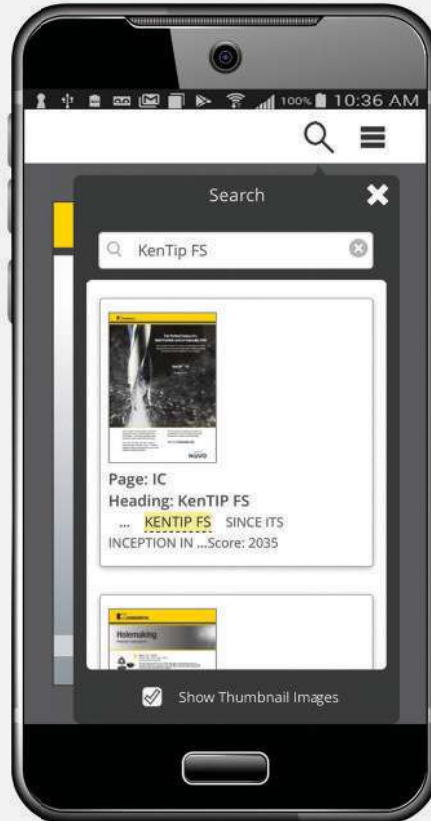 100% 10:36 AM
Search
KenTip FS
Page: IC
Heading: KenTIP FS
... KENTIP FS SINCE ITS
INCEPTION IN ...Score: 2035
Holemaking
Show Thumbnail Images